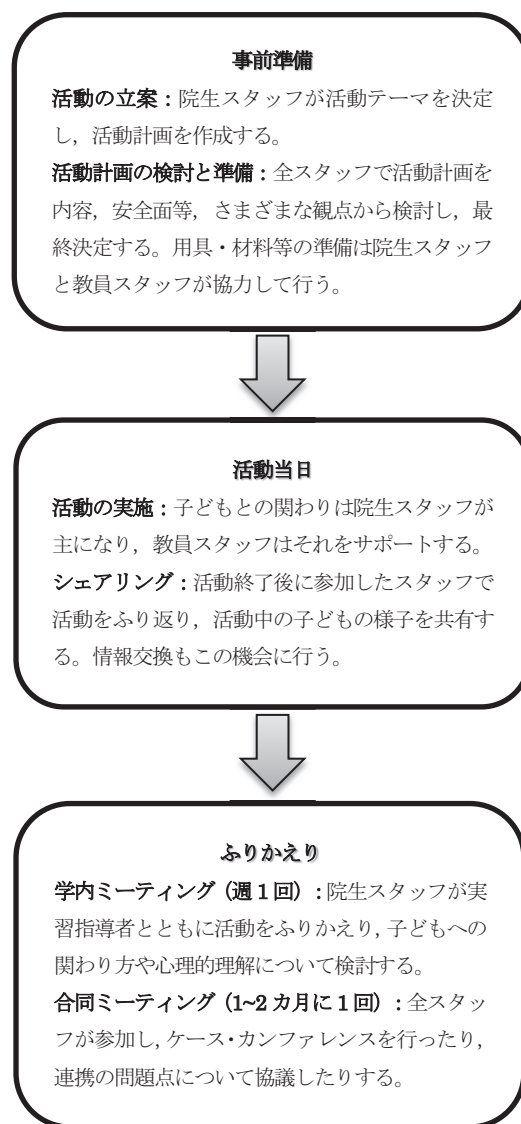 事前準備
活動の立案：院生スタッフが活動テーマを決定
し，活動計画を作成する。
活動計画の検討と準備：全スタッフで活動計画を
内容，安全面等，さまざまな観点から検討し，最
終決定する。用具・材料等の準備は院生スタッフ
と教員スタッフが協力して行う。
活動当日
活動の実施：子どもとの関わりは院生スタッフが
主になり，教員スタッフはそれをサポートする。
シェアリング：活動終了後に参加したスタッフで
活動をふり返り，活動中の子どもの様子を共有す
る。情報交換もこの機会に行う。
ふりかえり
学内ミーティング（週1回）：院生スタッフが実
習指導者とともに活動をふりかえり，子どもへの
関わり方や心理的理解について検討する。
合同ミーティング（1~2カ月に1回）：全スタッ
フが参加し，ケース・カンファレンスを行ったり，
連携の問題点について協議したりする。